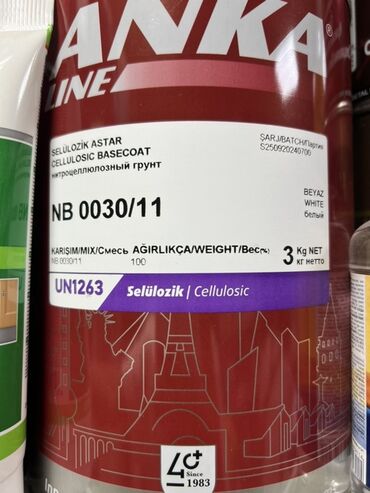 ANKA®
LINE
SELÜLOZİK ASTAR
CELLULOSIC BASECOAT
нитроцеллюлозный грунт
ŞARJ/BATCH/Партия
S250920240700
NB 0030/11
BEYAZ
WHITE
белый
KARIŞIM/MIX/Смесь AĞIRLIKÇA/WEIGHT/Вес(%)
NB 0030/11 100
3 Kg NET
кг нетто
UN1263 Selülozik | Cellulosic
40+
Since
1983